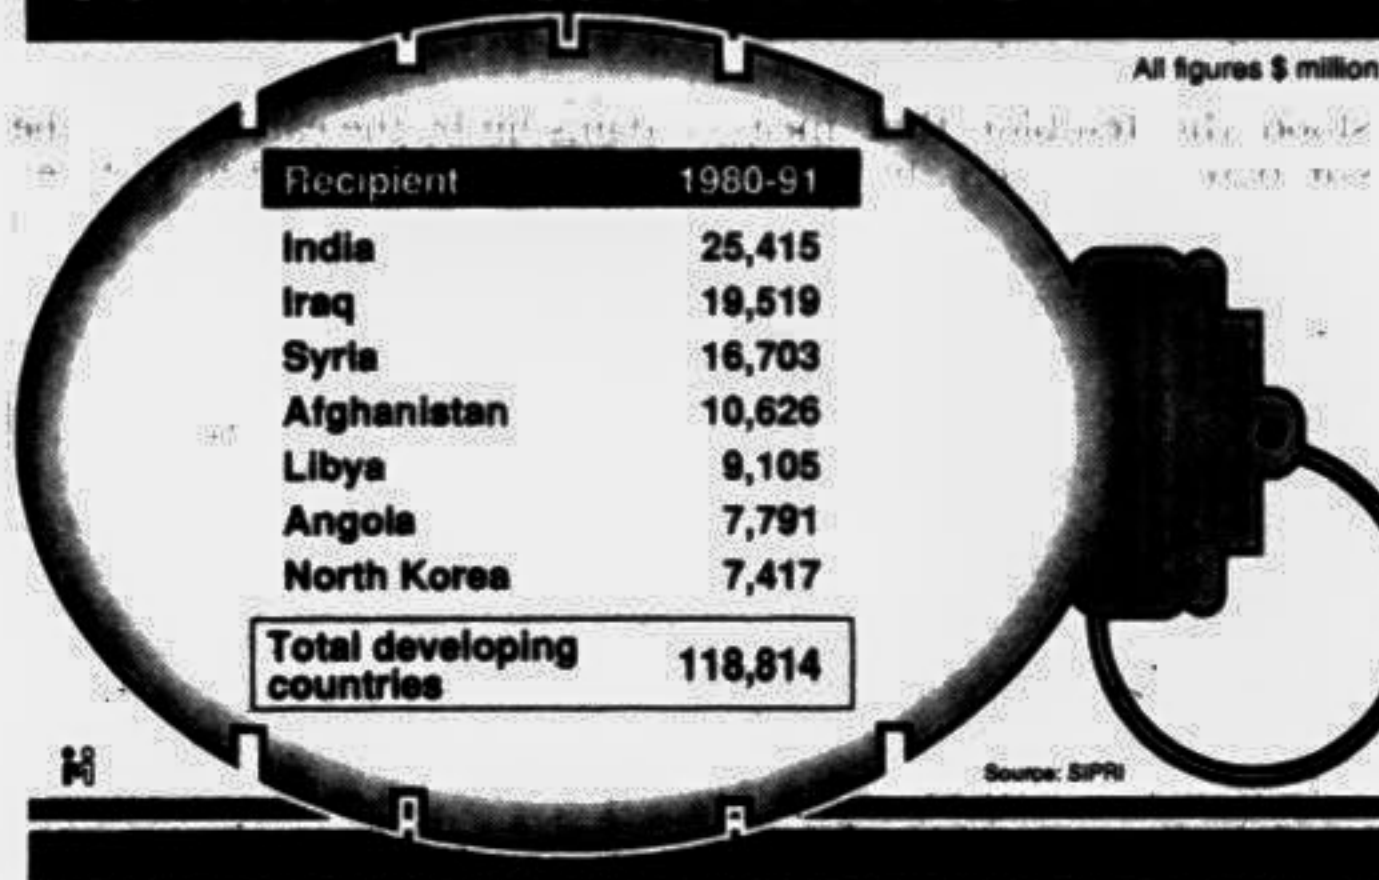 All figures $ million
Recipient 1980-91
India 25,415
Iraq 19,519
Syria 16,703
Afghanistan 10,626
Libya 9,105
Angola 7,791
North Korea 7,417
Total developing
countries 118,814
Source: SIPRI